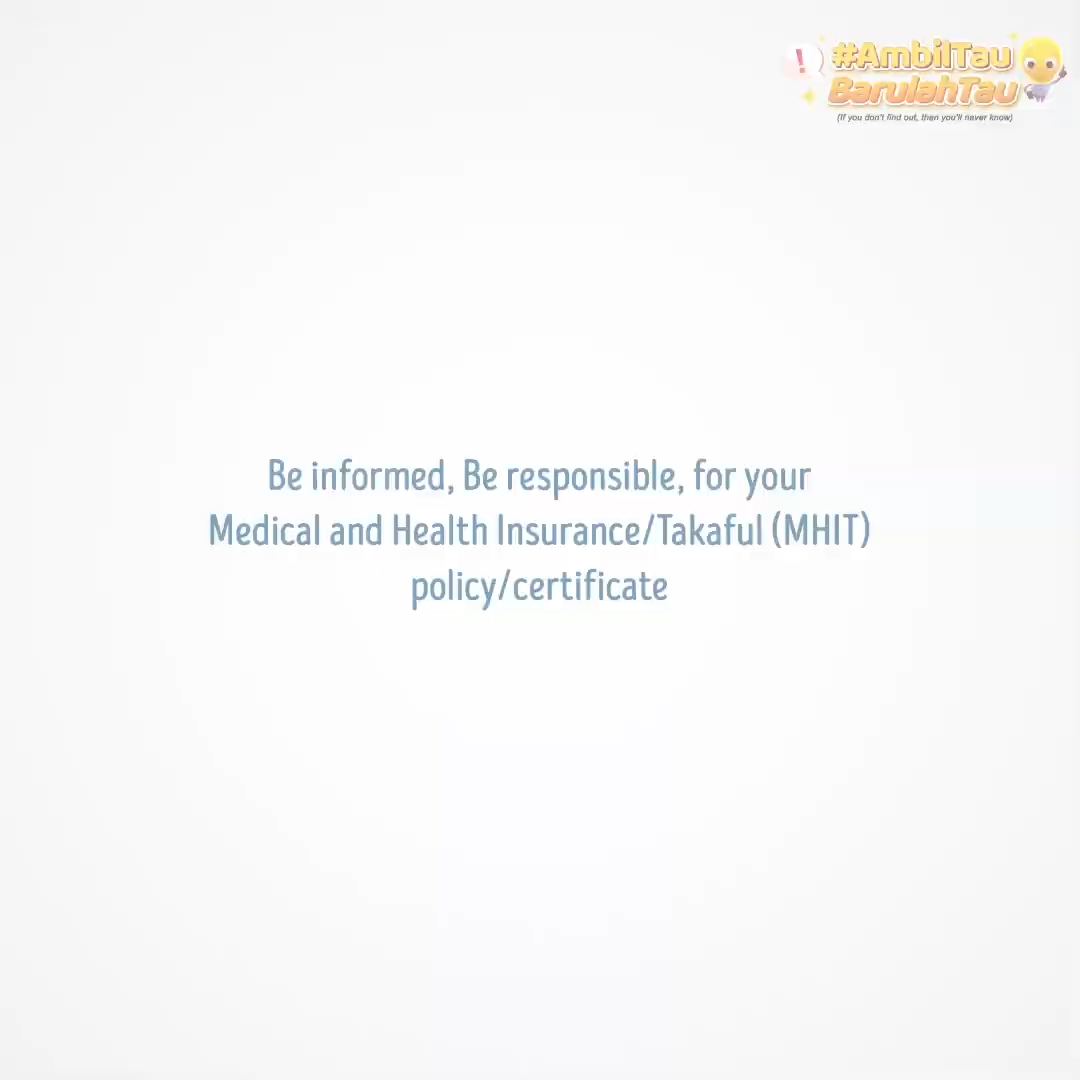 #AmbilTau
BarulahTau
(If you don't find out, then you'll never know)
Be informed, Be responsible, for your
Medical and Health Insurance/Takaful (MHIT)
policy/certificate